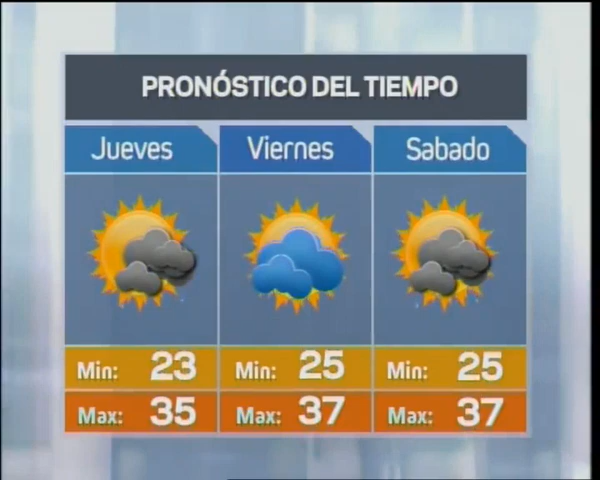 PRONÓSTICO DEL TIEMPO
Jueves Viernes Sabado
Min: 23 Min: 25 Min: 25
Max: 35 Max: 37 Max: 37